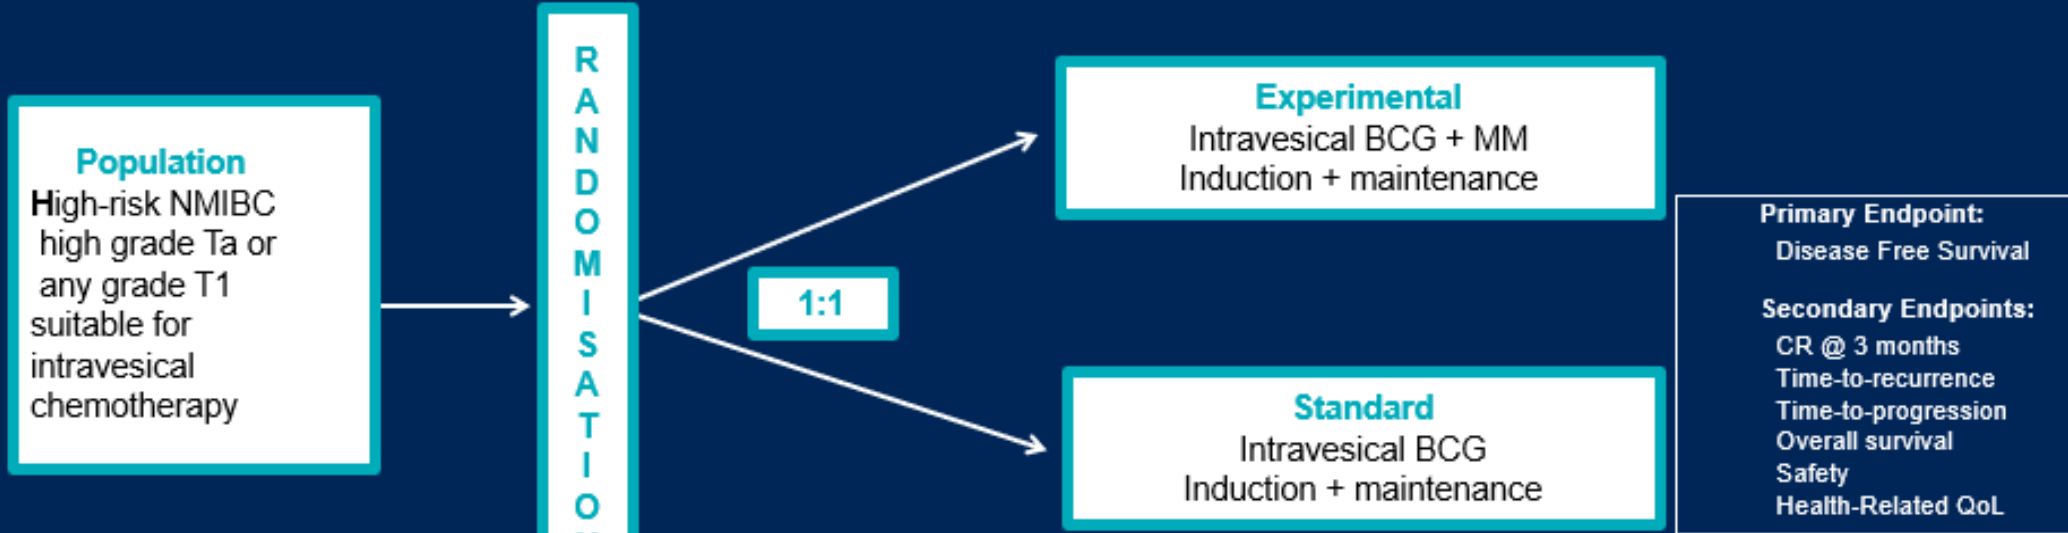 Population
High-risk NMIBC
high grade Ta or
any grade T1
suitable for
intravesical
chemotherapy
R
A
N
D
O
M
I
S
A
T
I
O
1:1
Experimental
Intravesical BCG + MM
Induction + maintenance
Standard
Intravesical BCG
Induction + maintenance
Primary Endpoint:
Disease Free Survival
Secondary Endpoints:
CR @ 3 months
Time-to-recurrence
Time-to-progression
Overall survival
Safety
Health-Related QoL